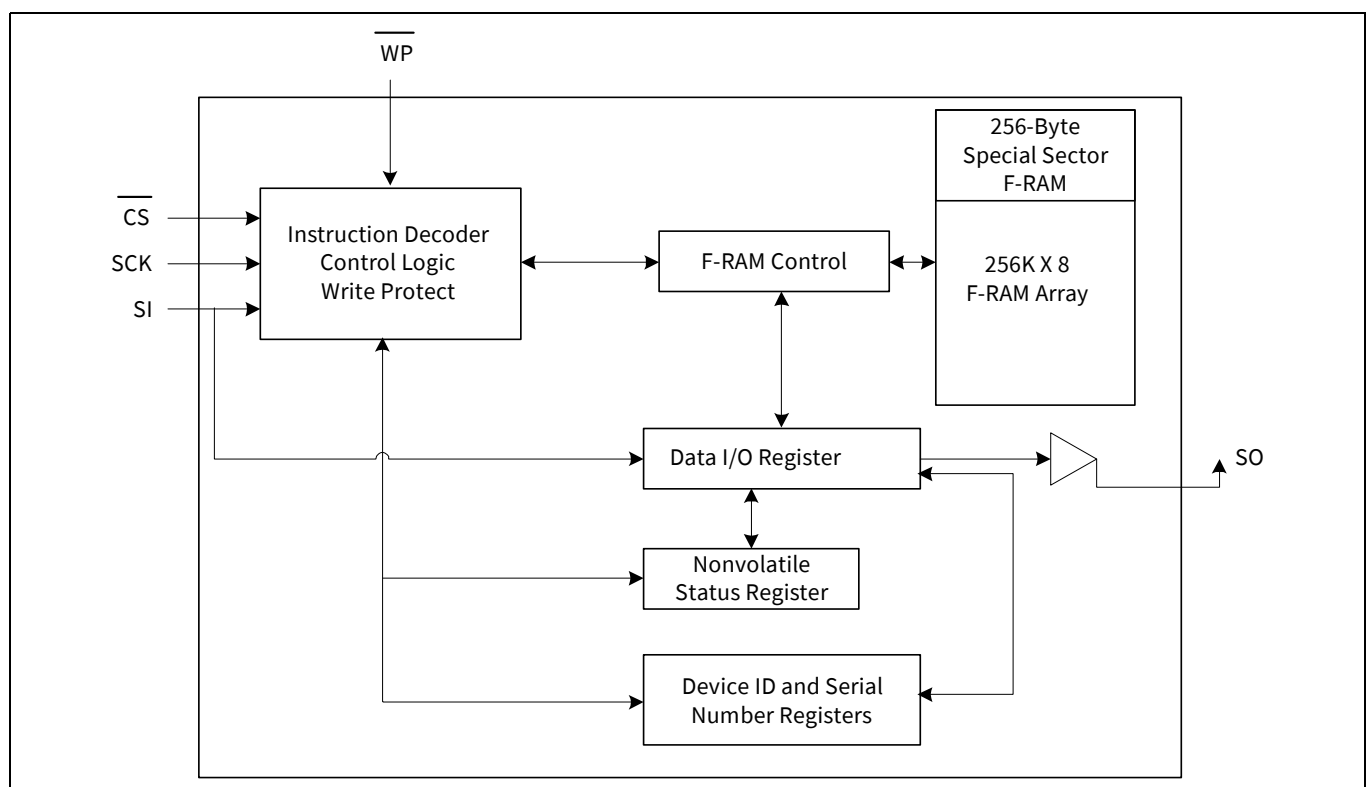 WP
256-Byte
Special Sector
F-RAM
CS
SCK
SI
Instruction Decoder
Control Logic
Write Protect
F-RAM Control
256K X 8
F-RAM Array
Data I/O Register
SO
Nonvolatile
Status Register
Device ID and Serial
Number Registers